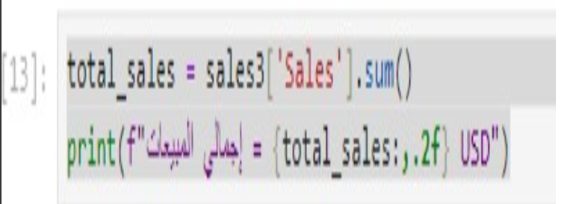 [13]:
total_sales = sales3['Sales'].sum()
print(f"إجمالي المبيعات = {total_sales:,.2f} USD")